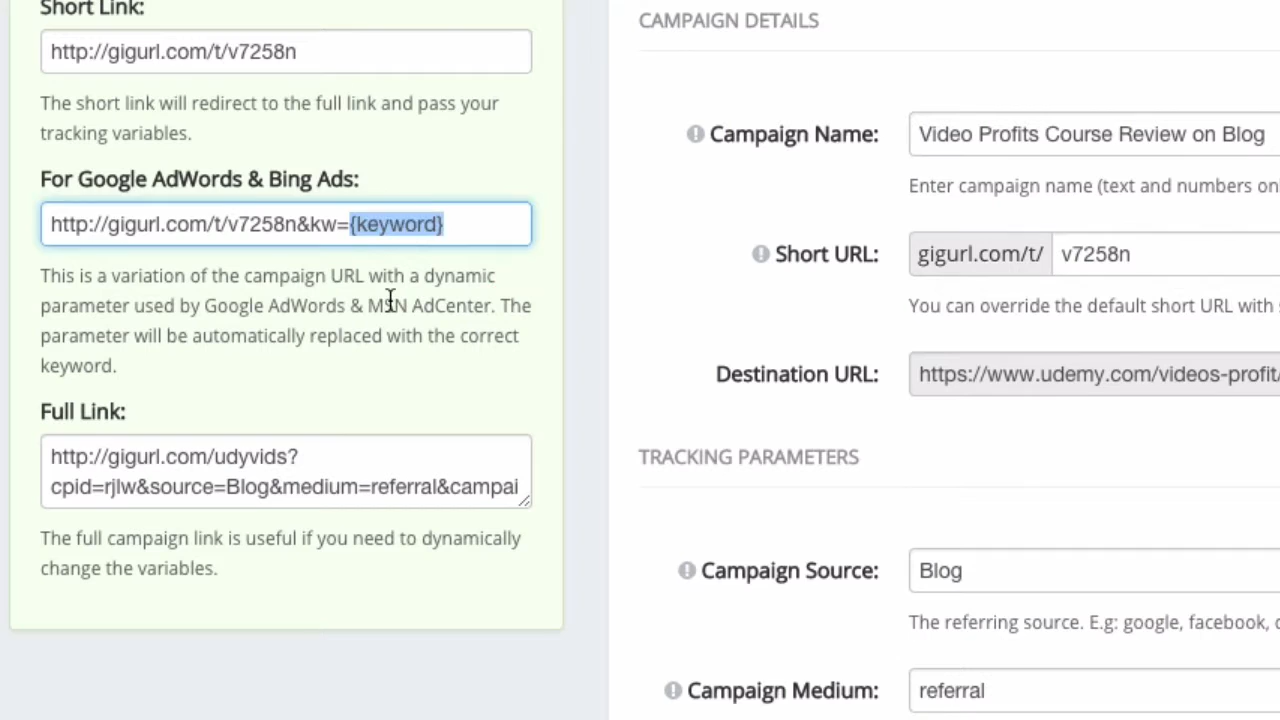 Short Link:
http://gigurl.com/t/v7258n
The short link will redirect to the full link and pass your
tracking variables.
For Google AdWords & Bing Ads:
http://gigurl.com/t/v7258n&kw={keyword}
This is a variation of the campaign URL with a dynamic
parameter used by Google AdWords & MSN AdCenter. The
parameter will be automatically replaced with the correct
keyword.
Full Link:
http://gigurl.com/udyvids?
cpid=rjlw&source=Blog&medium=referral&campai
The full campaign link is useful if you need to dynamically
change the variables.
CAMPAIGN DETAILS
Campaign Name:
Video Profits Course Review on Blog
Enter campaign name (text and numbers onl
Short URL:
gigurl.com/t/
v7258n
You can override the default short URL with
Destination URL:
https://www.udemy.com/videos-profit/
TRACKING PARAMETERS
Campaign Source:
Blog
The referring source. E.g: google, facebook,
Campaign Medium:
referral